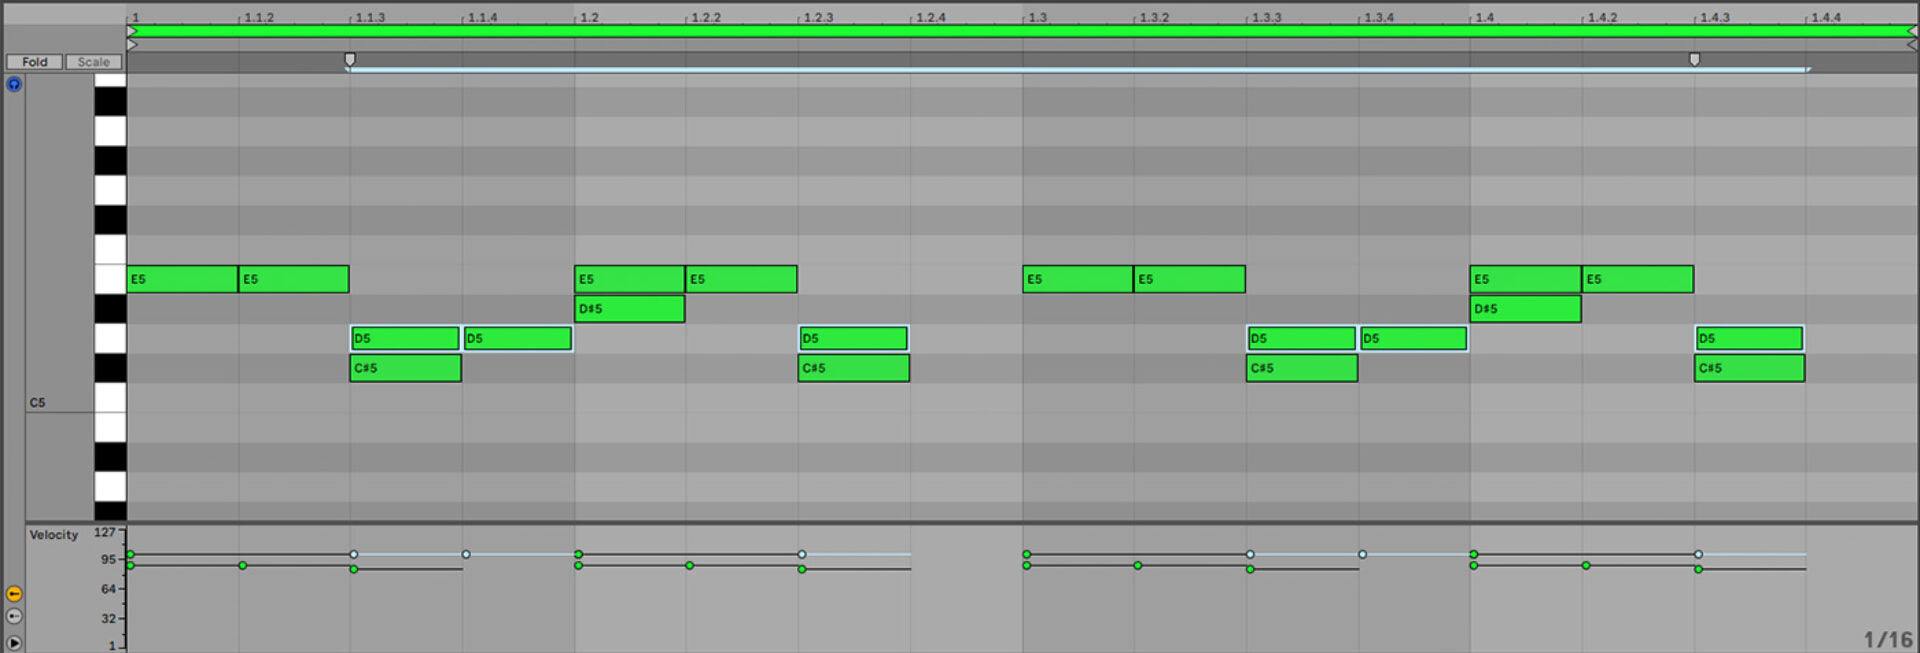 1 1.1.2 1.1.3 1.1.4 1.2 1.2.2 1.2.3 1.2.4 1.3 1.3.2 1.3.3 1.3.4 1.4 1.4.2 1.4.3 1.4.4
Fold Scale
E5 E5 E5 E5 E5 E5 E5 E5
D#5 D#5
D5 D5 D5 D5 D5 D5
C#5 C#5 C#5 C#5
C5
Velocity 127
95
64
32
1
1/16